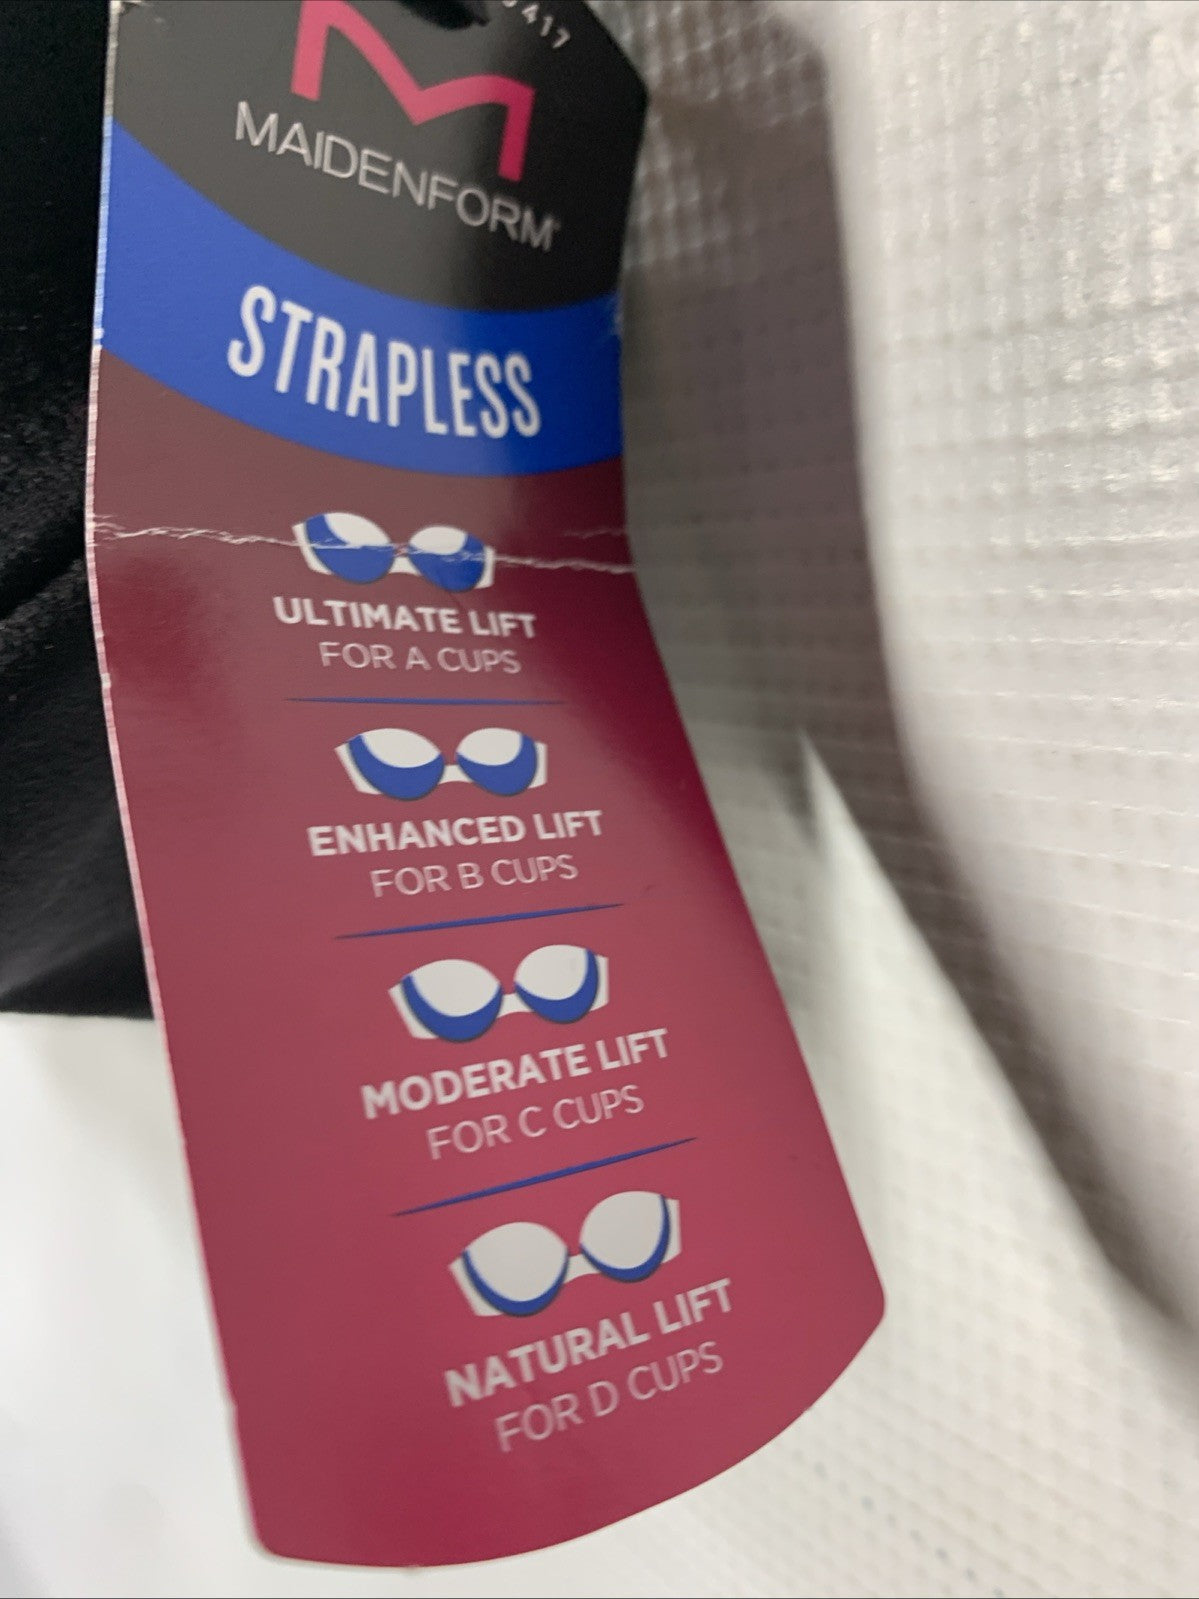 MAIDENFORM
STRAPLESS
ULTIMATE LIFT
FOR A CUPS
ENHANCED LIFT
FOR B CUPS
MODERATE LIFT
FOR C CUPS
NATURAL LIFT
FOR D CUPS